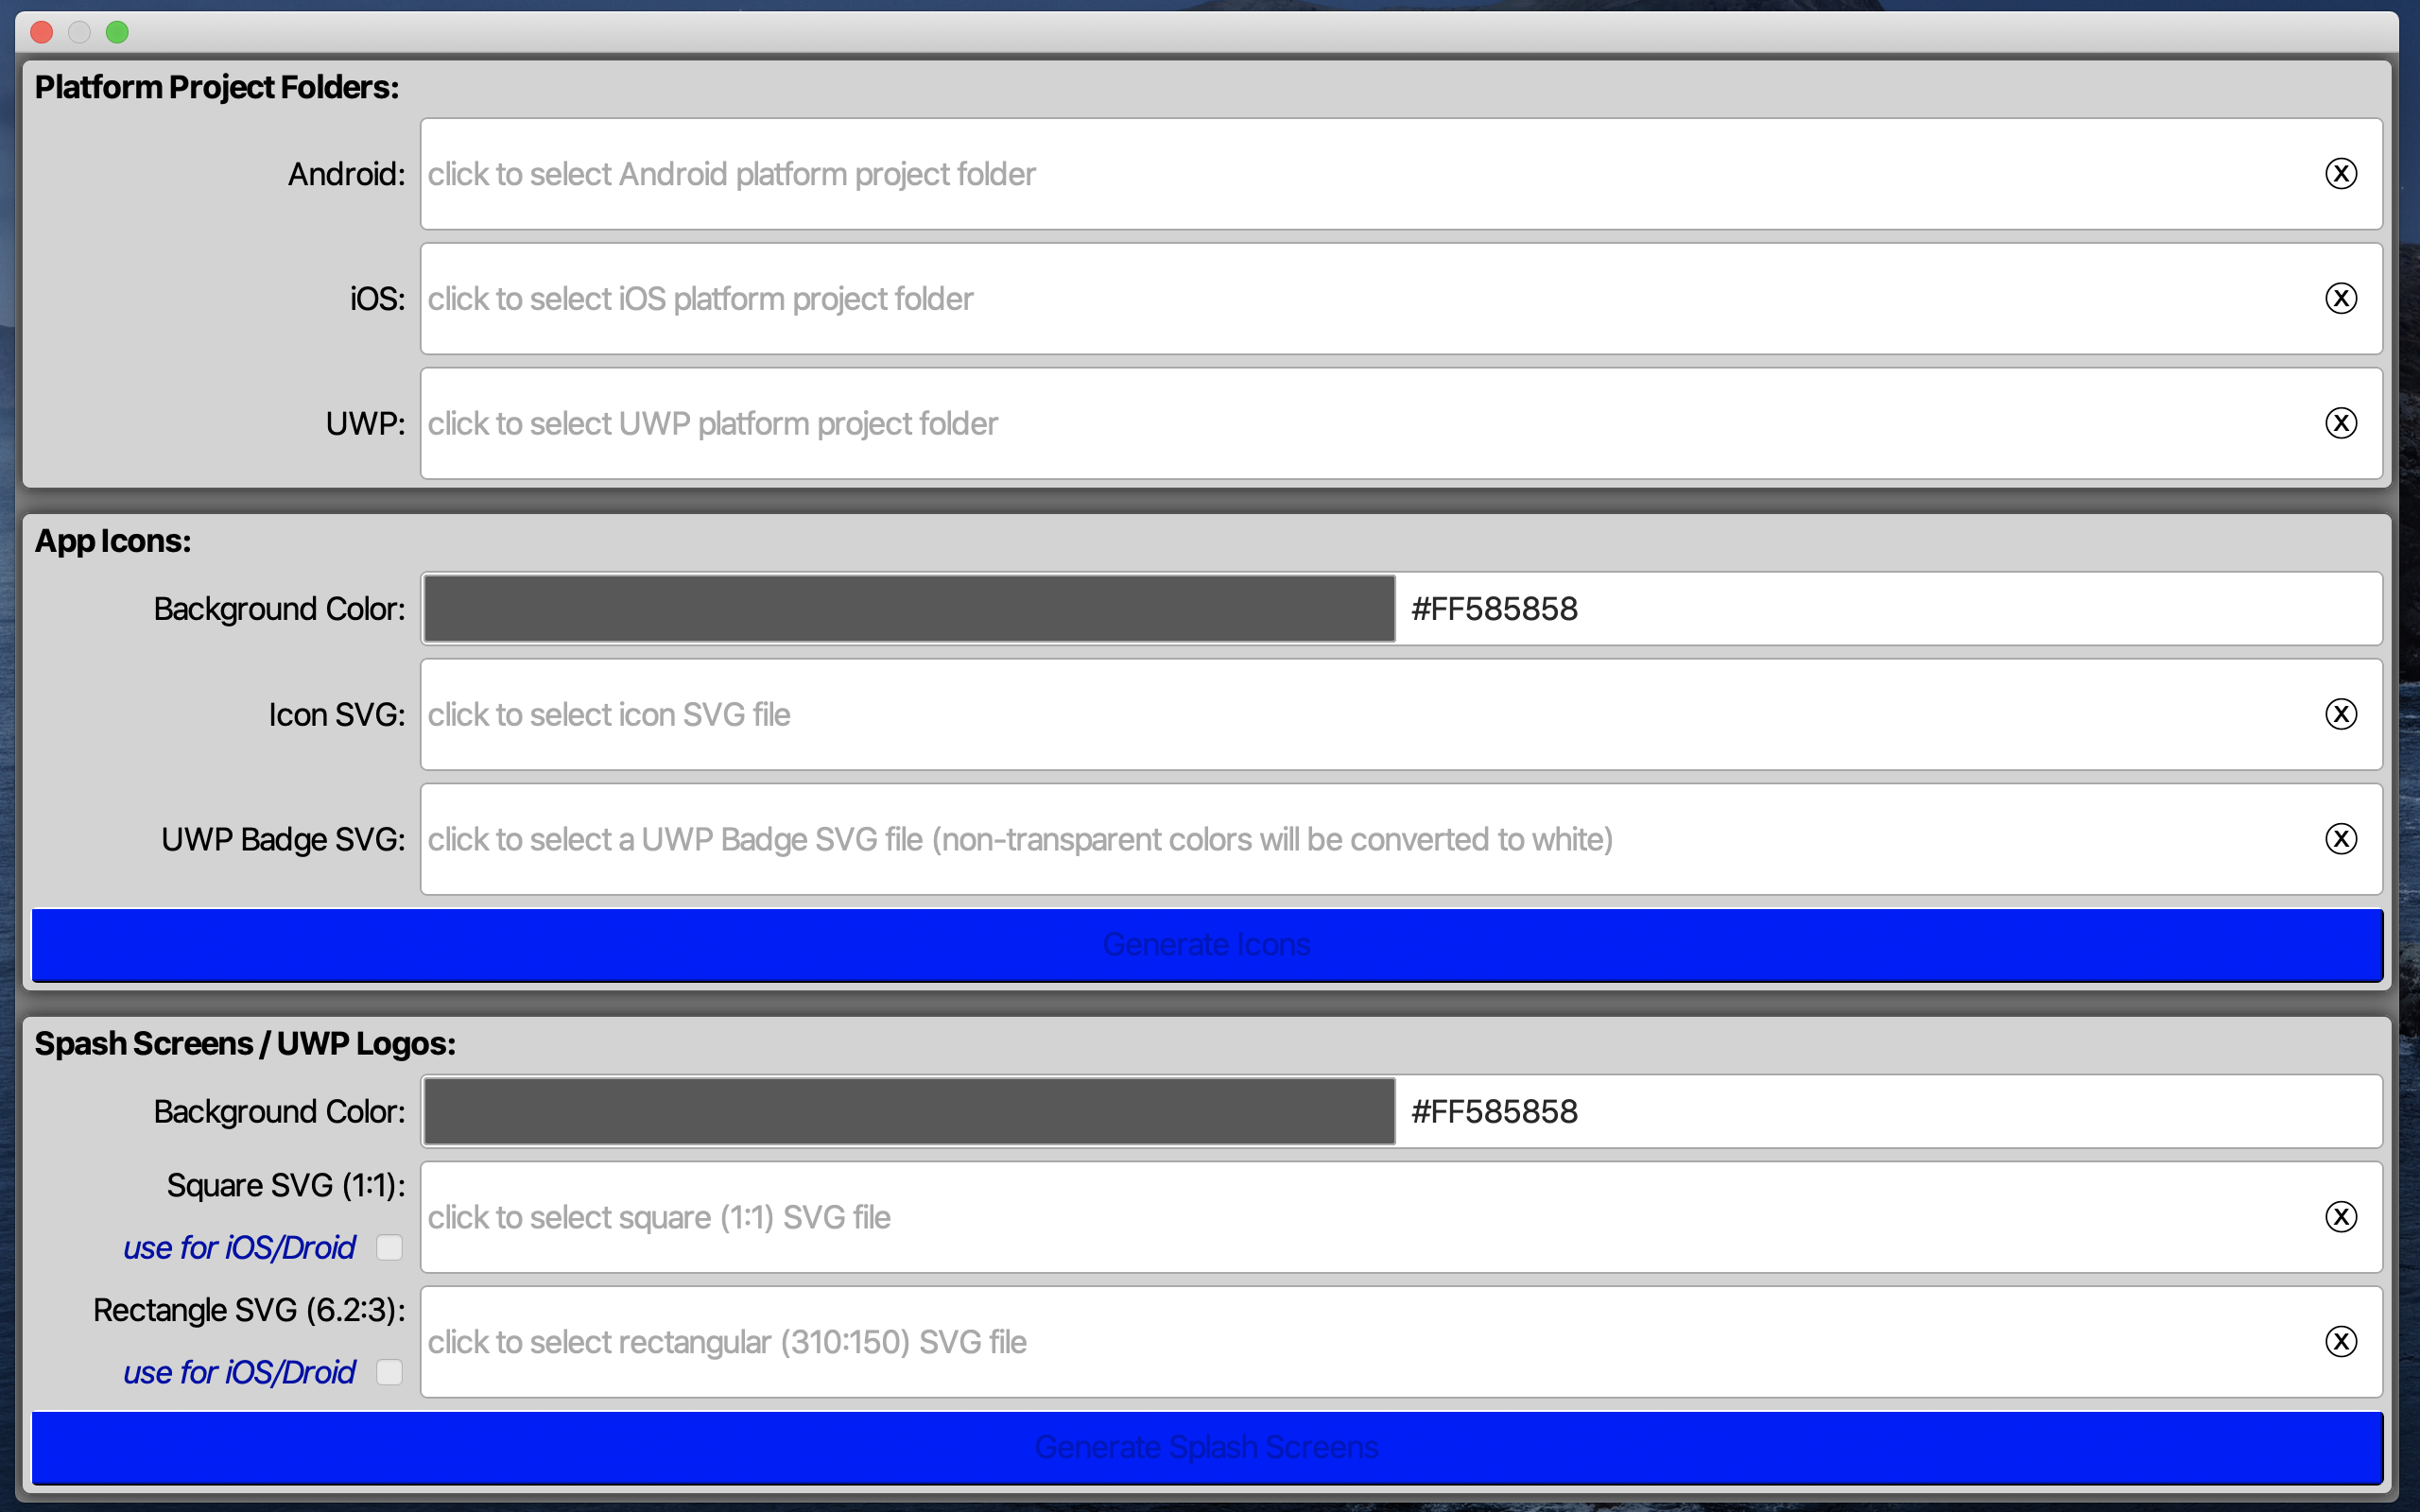 Platform Project Folders:
Android: click to select Android platform project folder ⓧ
iOS: click to select iOS platform project folder ⓧ
UWP: click to select UWP platform project folder ⓧ
App Icons:
Background Color: #FF585858
Icon SVG: click to select icon SVG file ⓧ
UWP Badge SVG: click to select a UWP Badge SVG file (non-transparent colors will be converted to white) ⓧ
Generate Icons
Spash Screens / UWP Logos:
Background Color: #FF585858
Square SVG (1:1): click to select square (1:1) SVG file ⓧ
use for iOS/Droid
Rectangle SVG (6.2:3): click to select rectangular (310:150) SVG file ⓧ
use for iOS/Droid
Generate Splash Screens